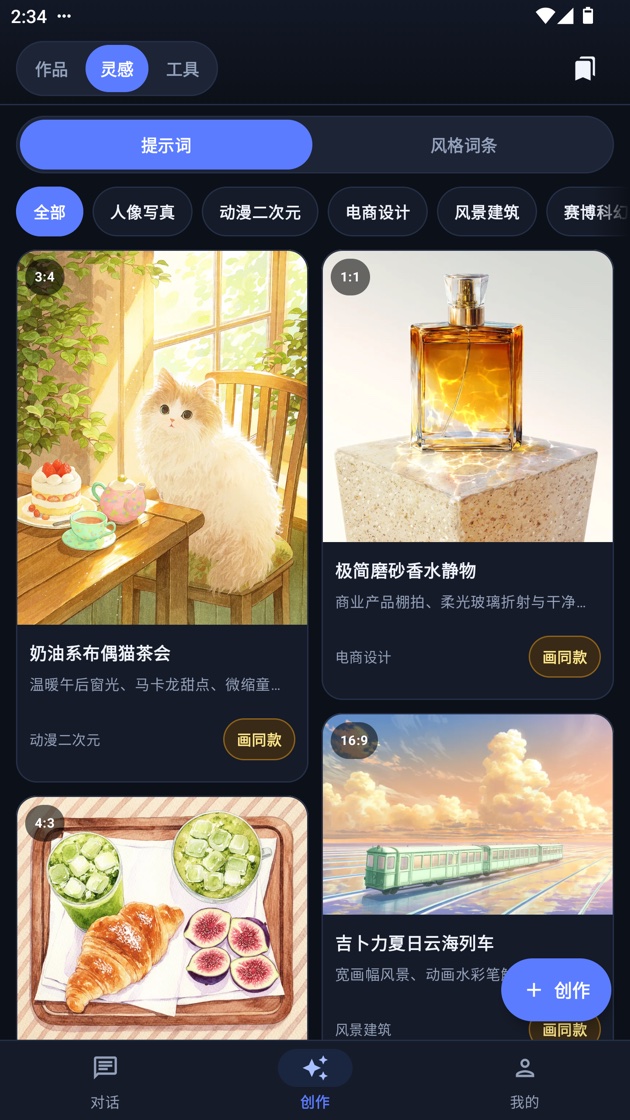 2:34
作品
灵感
工具
提示词
风格词条
全部
人像写真
动漫二次元
电商设计
风景建筑
赛博科幻
3:4
奶油系布偶猫茶会
温暖午后窗光、马卡龙甜点、微缩童…
动漫二次元
画同款
1:1
极简磨砂香水静物
商业产品棚拍、柔光玻璃折射与干净…
电商设计
画同款
4:3
16:9
吉卜力夏日云海列车
宽画幅风景、动画水彩笔
风景建筑
画同款
+ 创作
对话
创作
我的